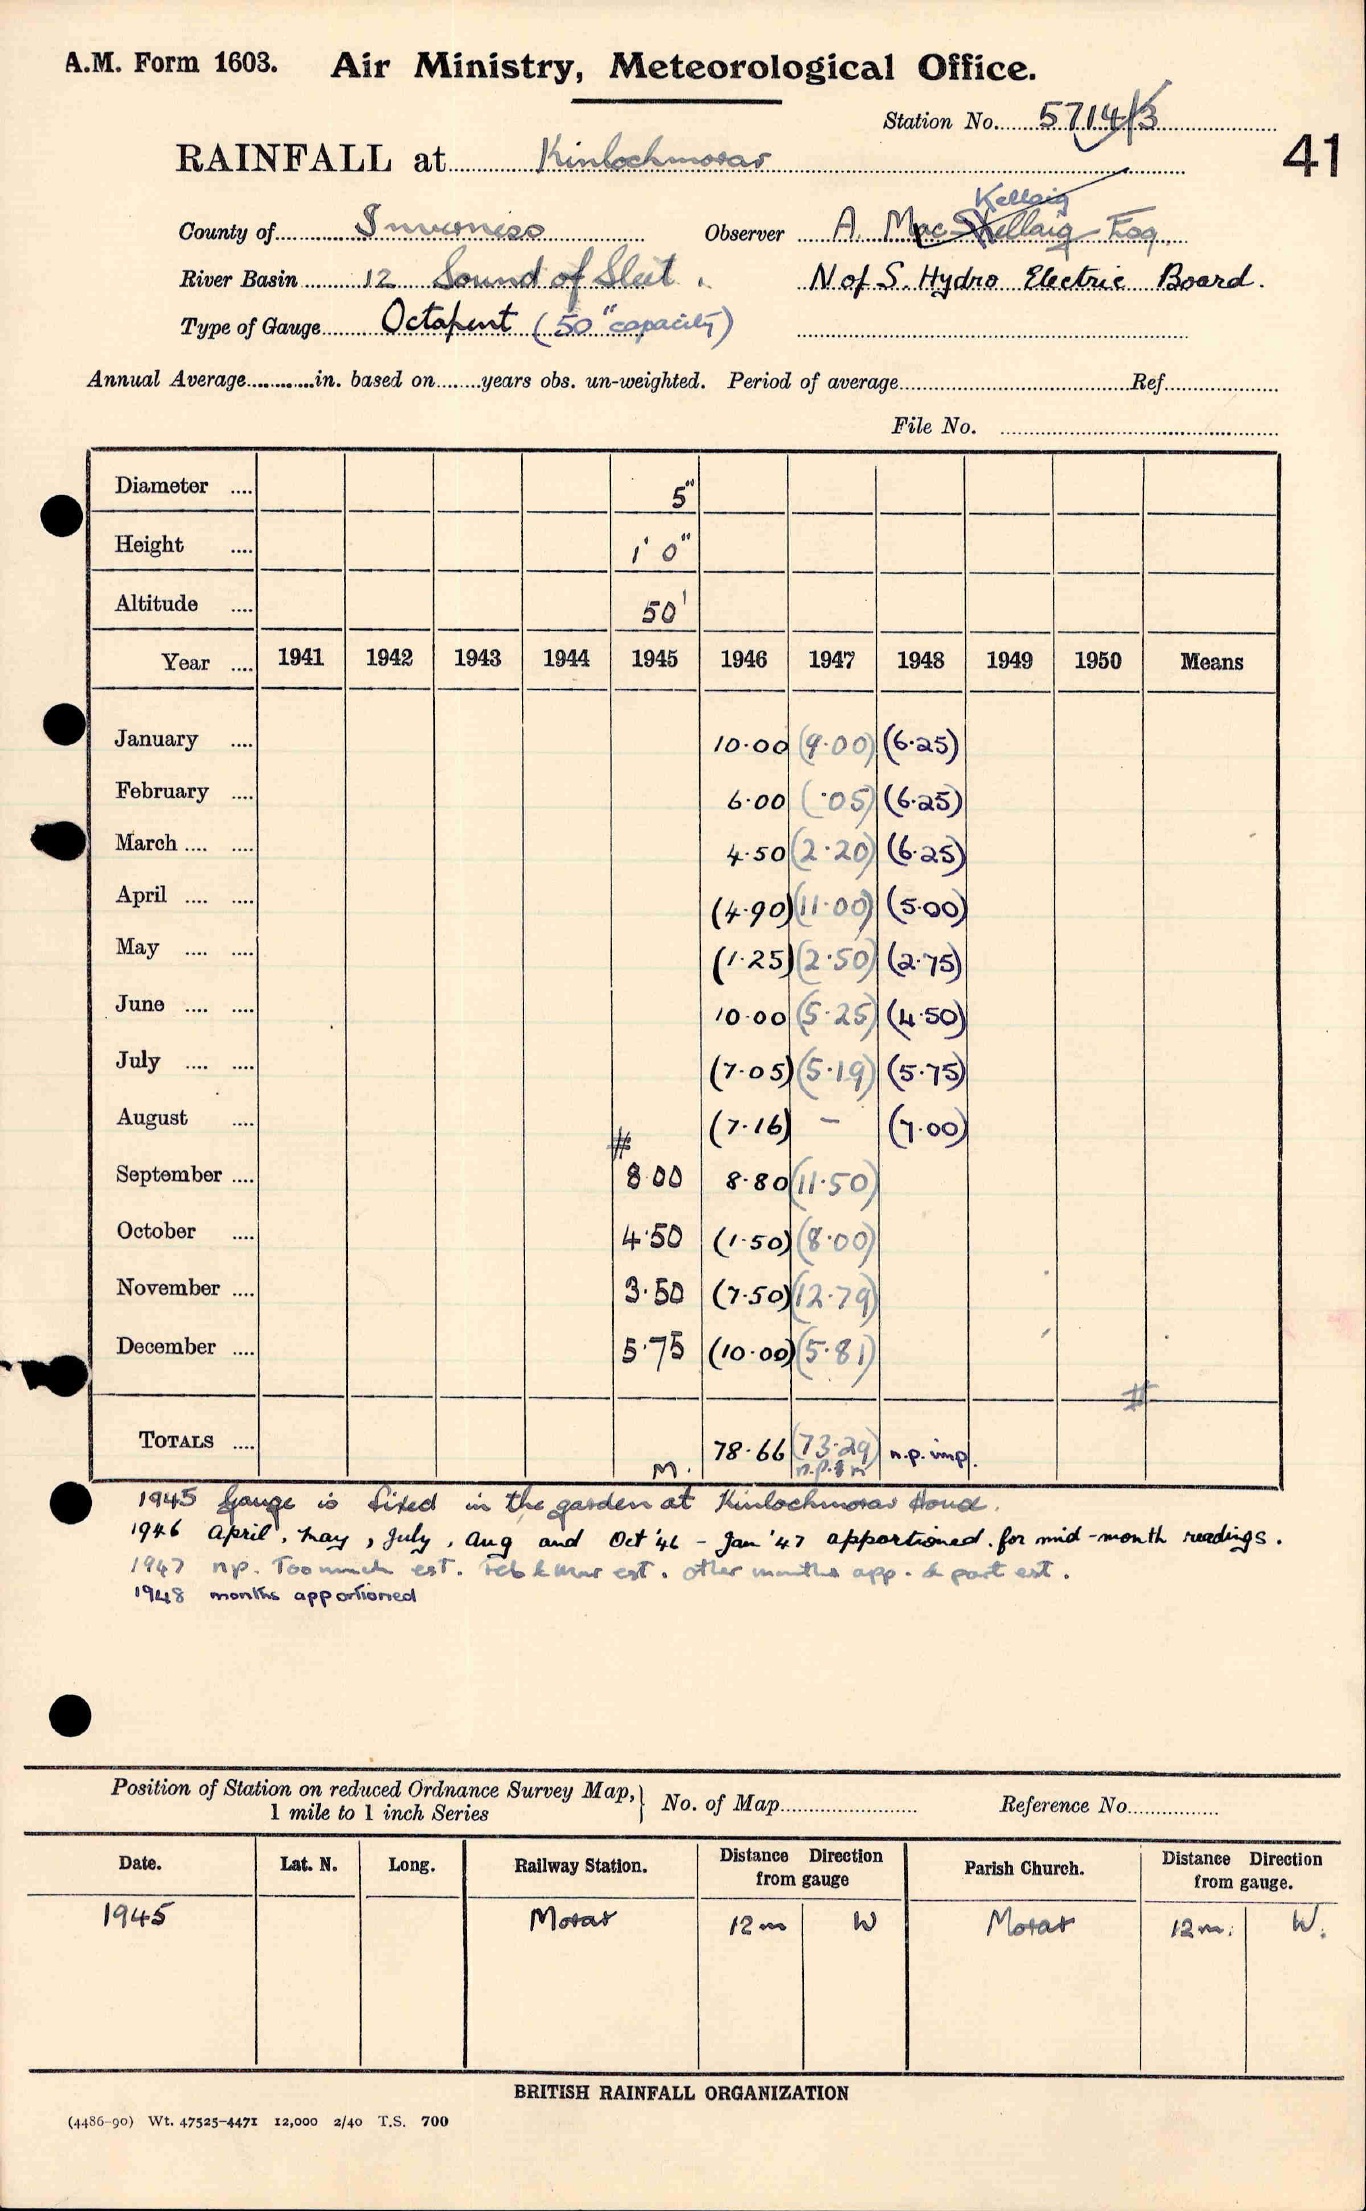 A.M. Form 1603. Air Ministry, Meteorological Office.
Station No. 5714/3
41
RAINFALL at Kinlochmorar
Kellaig
County of Inverness Observer A. MacKellaig Esq.
River Basin 12 Sound of Sleat. N of S. Hydro Electric Board.
Type of Gauge Octapent (50" capacity)
Annual Average............in. based on........years obs. un-weighted. Period of average Ref.
File No.
Diameter .... 5"
Height .... 1' 0"
Altitude .... 50'
Year .... 1941 1942 1943 1944 1945 1946 1947 1948 1949 1950 Means
January .... 10.00 (9.00) (6.25)
February .... 6.00 (.05) (6.25)
March .... .... 4.50 (2.20) (6.25)
April .... .... (4.90) (11.00) (5.00)
May .... .... (1.25) (2.50) (2.75)
June .... .... 10.00 (5.25) (4.50)
July .... .... (7.05) (5.19) (5.75)
August .... (7.16) – (7.00)
#
September .... 8.00 8.80 (11.50)
October .... 4.50 (1.50) (8.00)
November .... 3.50 (7.50) (12.79)
December .... 5.75 (10.00) (5.81)
#
TOTALS .... M. 78.66 (73.29) n.p. imp.
1945 Gauge is fixed in the garden at Kinlochmorar House.
1946 April, May, July, Aug and Oct '46 - Jan '47 apportioned for mid-month readings.
1947 n.p. Too much est. Feb & Mar est. other months app. & part est.
1948 months apportioned
Position of Station on reduced Ordnance Survey Map, } No. of Map Reference No.
1 mile to 1 inch Series
Date. Lat. N. Long. Railway Station. Distance from gauge Direction Parish Church. Distance from gauge. Direction
1945 Morar 12m W Morar 12m. W.
BRITISH RAINFALL ORGANIZATION
(4486-90) Wt. 47525-4471 12,000 2/40 T.S. 700